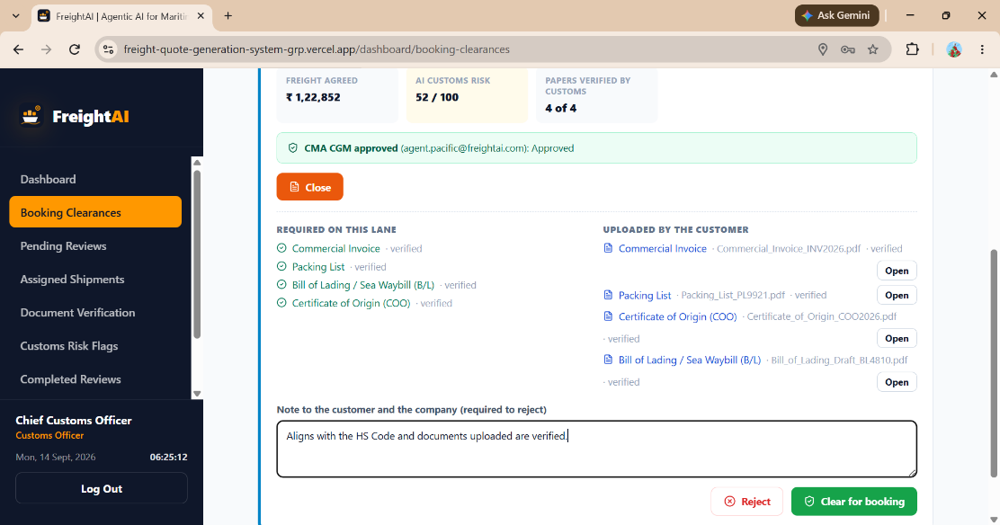 FreightAI | Agentic AI for Mariti
Ask Gemini
freight-quote-generation-system-grp.vercel.app/dashboard/booking-clearances
FreightAI
Dashboard
Booking Clearances
Pending Reviews
Assigned Shipments
Document Verification
Customs Risk Flags
Completed Reviews
Chief Customs Officer
Customs Officer
Mon, 14 Sept, 2026 06:25:12
Log Out
FREIGHT AGREED
₹ 1,22,852
AI CUSTOMS RISK
52 / 100
PAPERS VERIFIED BY
CUSTOMS
4 of 4
CMA CGM approved (agent.pacific@freightai.com): Approved
Close
REQUIRED ON THIS LANE
Commercial Invoice · verified
Packing List · verified
Bill of Lading / Sea Waybill (B/L) · verified
Certificate of Origin (COO) · verified
UPLOADED BY THE CUSTOMER
Commercial Invoice · Commercial_Invoice_INV2026.pdf · verified
Open
Packing List · Packing_List_PL9921.pdf · verified
Open
Certificate of Origin (COO) · Certificate_of_Origin_COO2026.pdf
· verified
Open
Bill of Lading / Sea Waybill (B/L) · Bill_of_Lading_Draft_BL4810.pdf
· verified
Open
Note to the customer and the company (required to reject)
Aligns with the HS Code and documents uploaded are verified.
Reject
Clear for booking